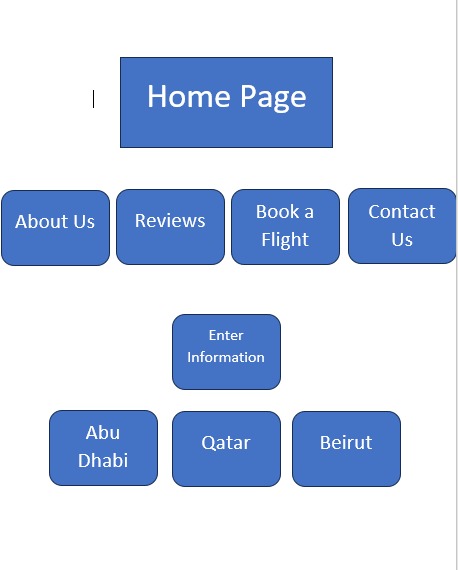 Home Page
About Us
Reviews
Book a
Flight
Contact
Us
Enter
Information
Abu
Dhabi
Qatar
Beirut